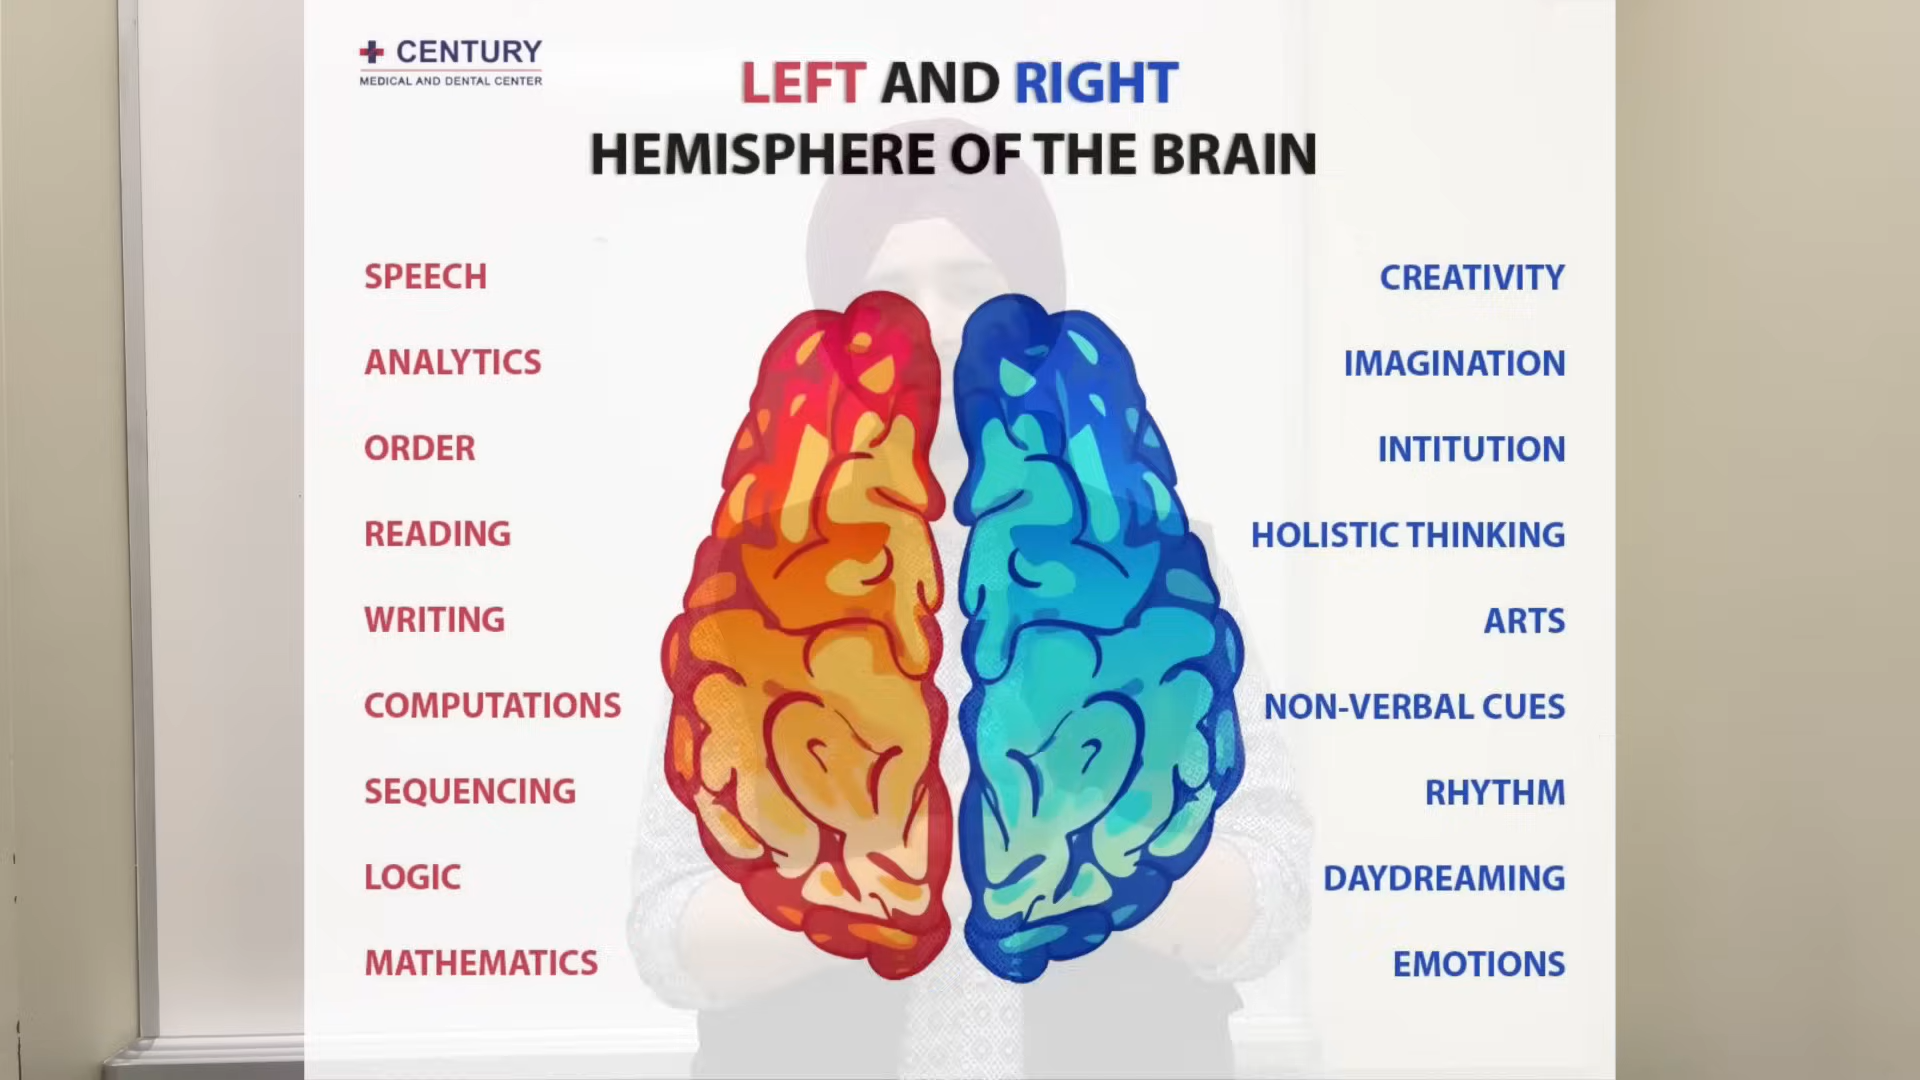 CENTURY
MEDICAL AND DENTAL CENTER
LEFT AND RIGHT
HEMISPHERE OF THE BRAIN
SPEECH
ANALYTICS
ORDER
READING
WRITING
COMPUTATIONS
SEQUENCING
LOGIC
MATHEMATICS
CREATIVITY
IMAGINATION
INTITUTION
HOLISTIC THINKING
ARTS
NON-VERBAL CUES
RHYTHM
DAYDREAMING
EMOTIONS